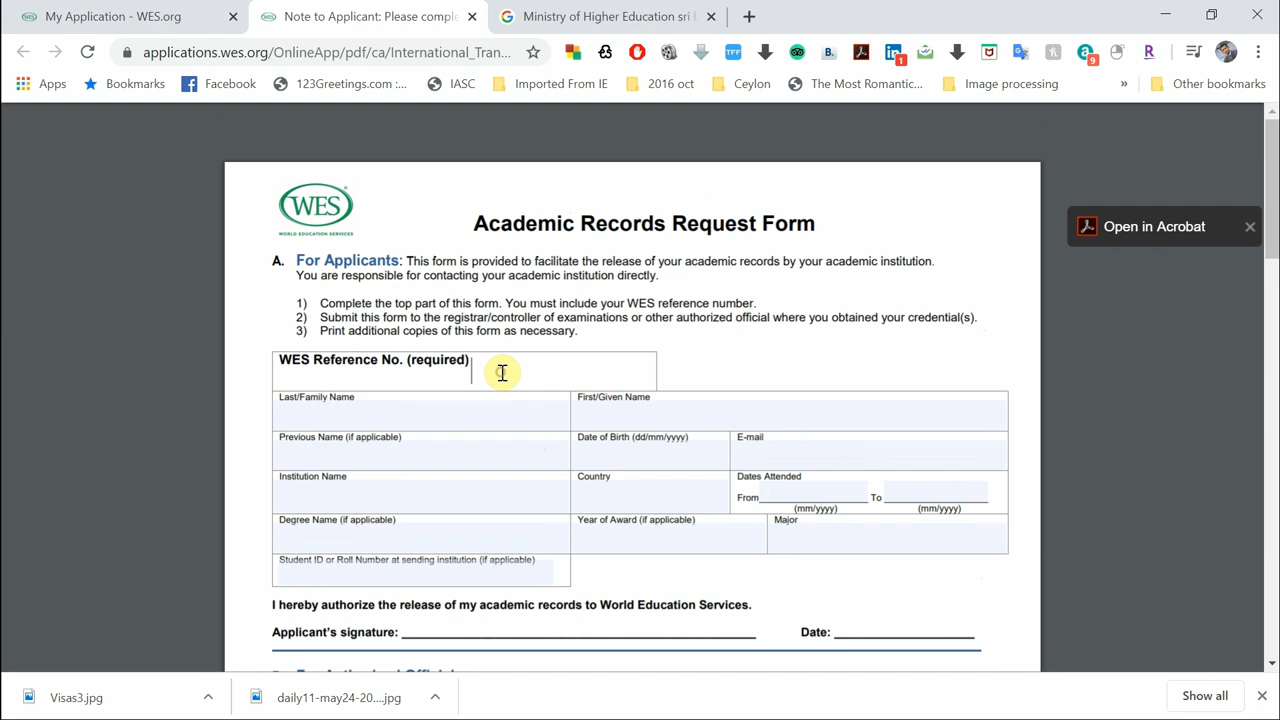 My Application - WES.org
Note to Applicant: Please comple
Ministry of Higher Education sri l
applications.wes.org/OnlineApp/pdf/ca/International_Tran...
Apps
Bookmarks
Facebook
123Greetings.com :...
IASC
Imported From IE
2016 oct
Ceylon
The Most Romantic...
Image processing
»
Other bookmarks
TFF
B.
1
9
R
WES
WORLD EDUCATION SERVICES
Academic Records Request Form
Open in Acrobat
A. For Applicants: This form is provided to facilitate the release of your academic records by your academic institution.
You are responsible for contacting your academic institution directly.
1) Complete the top part of this form. You must include your WES reference number.
2) Submit this form to the registrar/controller of examinations or other authorized official where you obtained your credential(s).
3) Print additional copies of this form as necessary.
WES Reference No. (required)
Last/Family Name
First/Given Name
Previous Name (if applicable)
Date of Birth (dd/mm/yyyy)
E-mail
Institution Name
Country
Dates Attended
From To
(mm/yyyy) (mm/yyyy)
Degree Name (if applicable)
Year of Award (if applicable)
Major
Student ID or Roll Number at sending institution (if applicable)
I hereby authorize the release of my academic records to World Education Services.
Applicant's signature: Date:
Visas3.jpg
daily11-may24-20....jpg
Show all